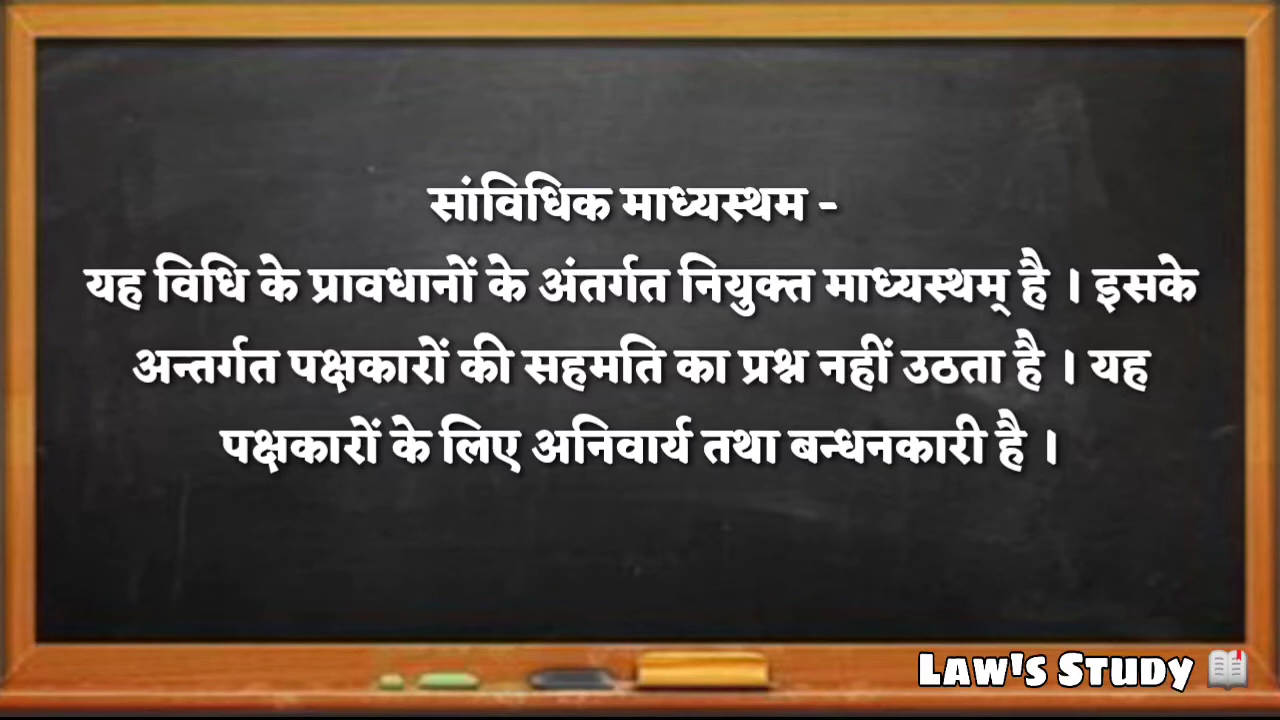 सांविधिक माध्यस्थम -
यह विधि के प्रावधानों के अंतर्गत नियुक्त माध्यस्थम् है । इसके
अन्तर्गत पक्षकारों की सहमति का प्रश्न नहीं उठता है । यह
पक्षकारों के लिए अनिवार्य तथा बन्धनकारी है ।
LAW'S STUDY 📖